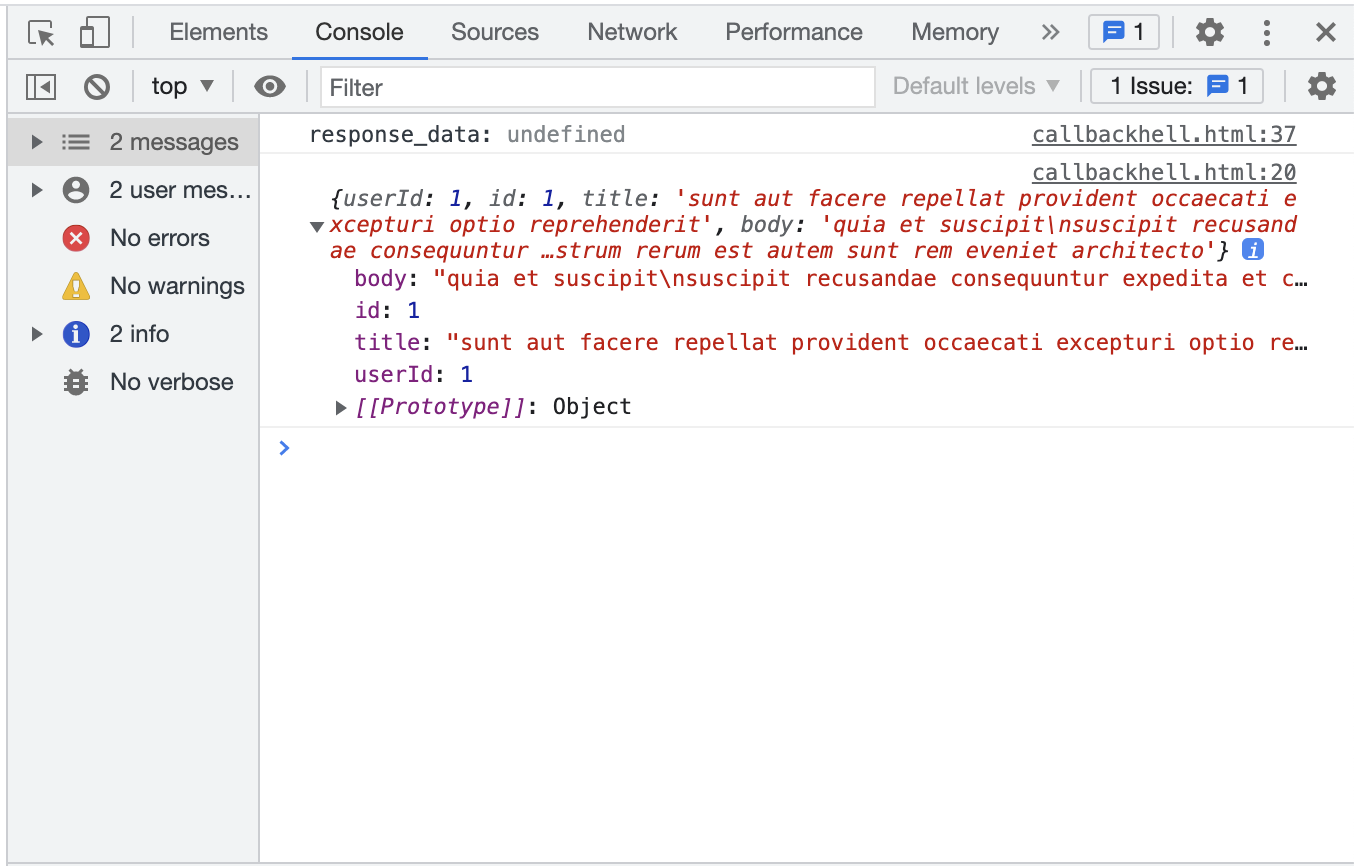 Elements Console Sources Network Performance Memory 1
top Filter Default levels 1 Issue: 1
2 messages
2 user mes…
No errors
No warnings
2 info
No verbose
response_data: undefined callbackhell.html:37
callbackhell.html:20
{userId: 1, id: 1, title: 'sunt aut facere repellat provident occaecati e
xcepturi optio reprehenderit', body: 'quia et suscipit\nsuscipit recusand
ae consequuntur …strum rerum est autem sunt rem eveniet architecto'} i
body: "quia et suscipit\nsuscipit recusandae consequuntur expedita et c…
id: 1
title: "sunt aut facere repellat provident occaecati excepturi optio re…
userId: 1
[[Prototype]]: Object